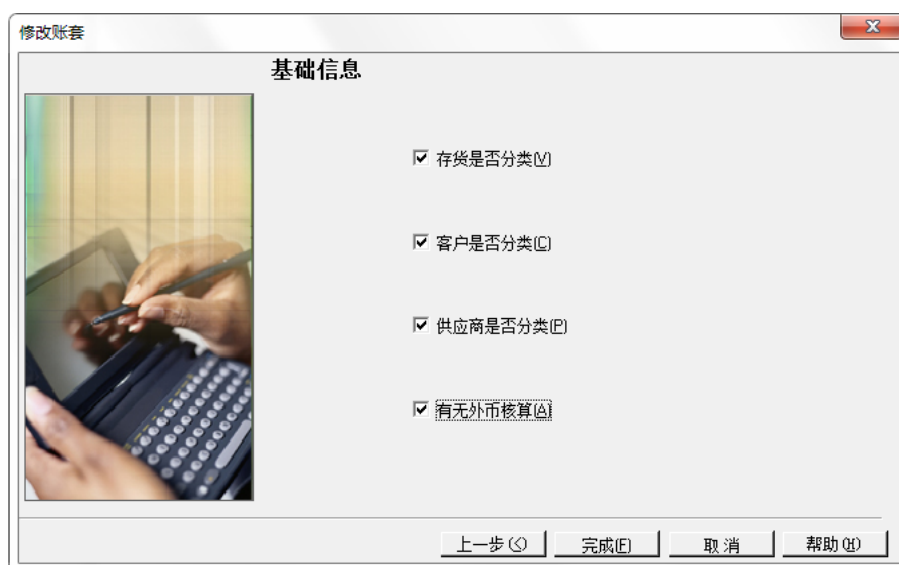 修改账套
基础信息
存货是否分类(V)
客户是否分类(C)
供应商是否分类(P)
有无外币核算(A)
上一步(<) 完成(F) 取消 帮助(H)